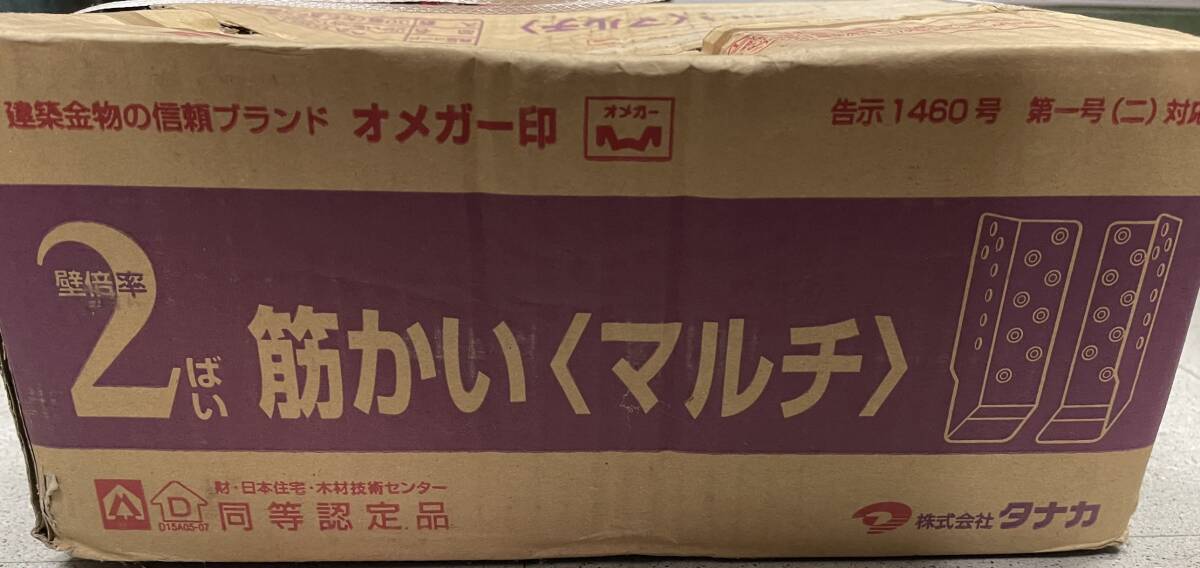 〈マルチ〉
建築金物の信頼ブランド オメガー印 オメガー
告示1460号 第一号(二)対応
壁倍率
2ばい 筋かい〈マルチ〉
D
D15A05-07
財・日本住宅・木材技術センター
同等認定品
株式会社 タナカ